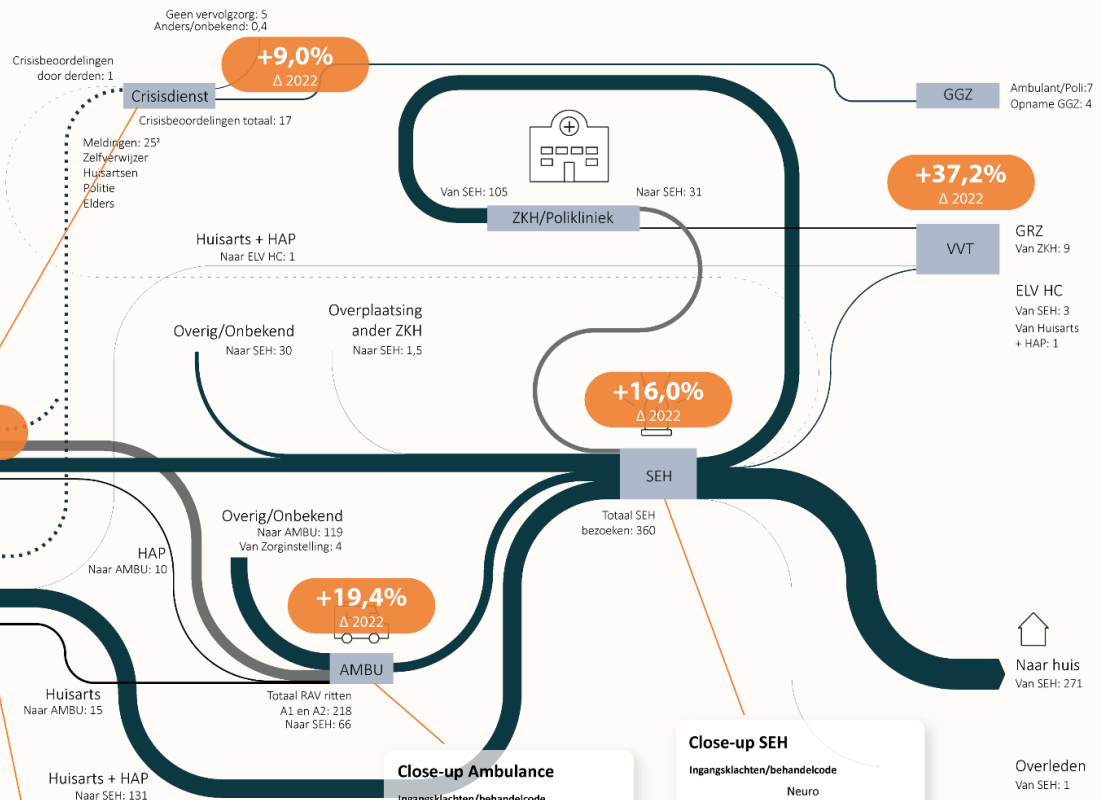 Geen vervolgzorg: 5
Anders/onbekend: 0,4
+9,0%
Δ 2022
Crisisbeoordelingen
door derden: 1
Crisisdienst
Crisisbeoordelingen totaal: 17
Meldingen: 25²
Zelfverwijzer
Huisartsen
Politie
Elders
GGZ
Ambulant/Poli:7
Opname GGZ: 4
Van SEH: 105
Naar SEH: 31
ZKH/Polikliniek
+37,2%
Δ 2022
VVT
GRZ
Van ZKH: 9
ELV HC
Van SEH: 3
Van Huisarts
+ HAP: 1
Huisarts + HAP
Naar ELV HC: 1
Overig/Onbekend
Naar SEH: 30
Overplaatsing
ander ZKH
Naar SEH: 1,5
+16,0%
Δ 2022
SEH
Totaal SEH
bezoeken: 360
Overig/Onbekend
Naar AMBU: 119
Van Zorginstelling: 4
HAP
Naar AMBU: 10
+19,4%
Δ 2022
AMBU
Totaal RAV ritten
A1 en A2: 218
Naar SEH: 66
Huisarts
Naar AMBU: 15
Huisarts + HAP
Naar SEH: 131
Naar huis
Van SEH: 271
Overleden
Van SEH: 1
Close-up Ambulance
Ingangsklachten/behandelcode
Close-up SEH
Ingangsklachten/behandelcode
Neuro